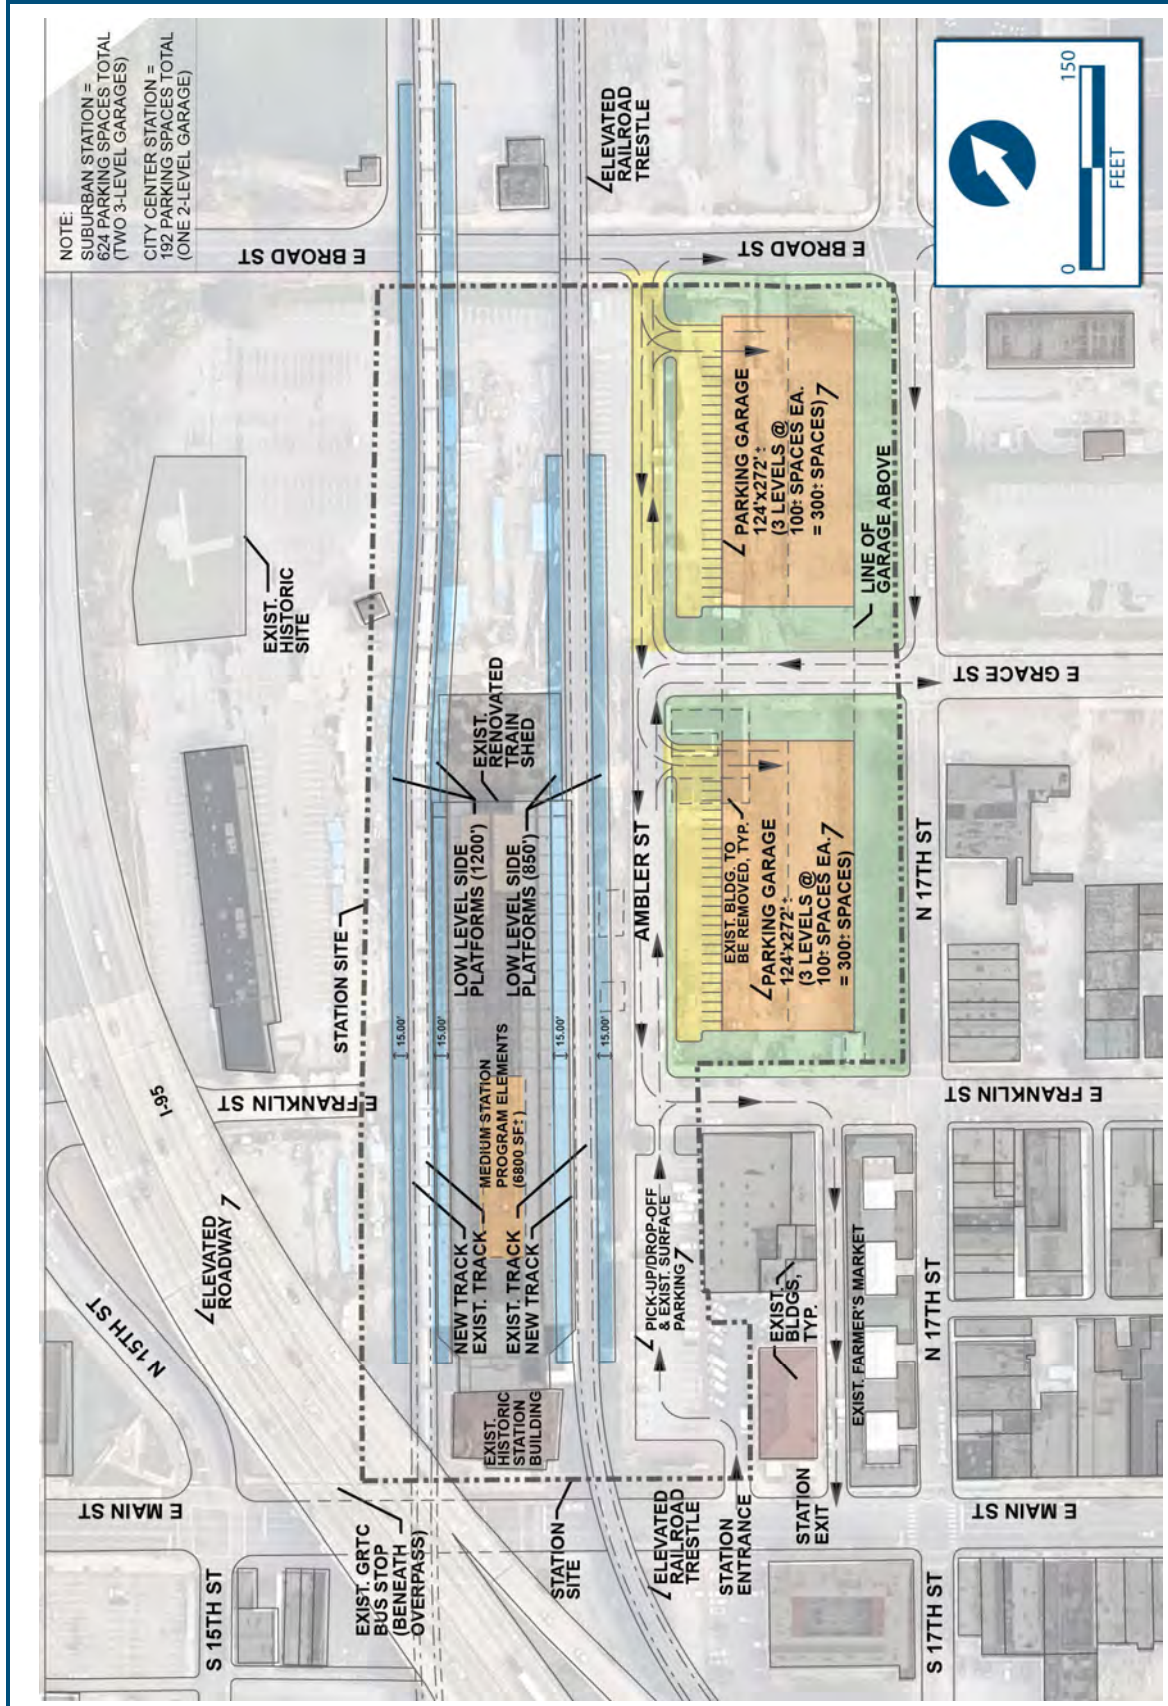 NOTE:
SUBURBAN STATION =
624 PARKING SPACES TOTAL
(TWO 3-LEVEL GARAGES)
CITY CENTER STATION =
192 PARKING SPACES TOTAL
(ONE 2-LEVEL GARAGE)
E BROAD ST
ELEVATED
RAILROAD
TRESTLE
E BROAD ST
0
150
FEET
EXIST.
HISTORIC
SITE
PARKING GARAGE
124'x272'±
(3 LEVELS @
100± SPACES EA.
= 300± SPACES)
LINE OF
GARAGE ABOVE
E GRACE ST
EXIST.
RENOVATED
TRAIN
SHED
STATION SITE
LOW LEVEL SIDE
PLATFORMS (1200')
LOW LEVEL SIDE
PLATFORMS (850')
AMBLER ST
EXIST. BLDG. TO
BE REMOVED, TYP.
PARKING GARAGE
124'x272'±
(3 LEVELS @
100± SPACES EA.
= 300± SPACES)
N 17TH ST
15.00'
15.00'
15.00'
15.00'
I-95
E FRANKLIN ST
E FRANKLIN ST
MEDIUM STATION
PROGRAM ELEMENTS
(6800 SF±)
NEW TRACK
EXIST. TRACK
EXIST. TRACK
NEW TRACK
ELEVATED
ROADWAY
N 15TH ST
PICK-UP/DROP-OFF
& EXIST. SURFACE
PARKING
EXIST.
BLDGS,
TYP.
EXIST. FARMER'S MARKET
N 17TH ST
EXIST.
HISTORIC
STATION
BUILDING
E MAIN ST
EXIST. GRTC
BUS STOP
(BENEATH
OVERPASS)
STATION
SITE
ELEVATED
RAILROAD
TRESTLE
STATION
ENTRANCE
STATION
EXIT
E MAIN ST
S 15TH ST
S 17TH ST